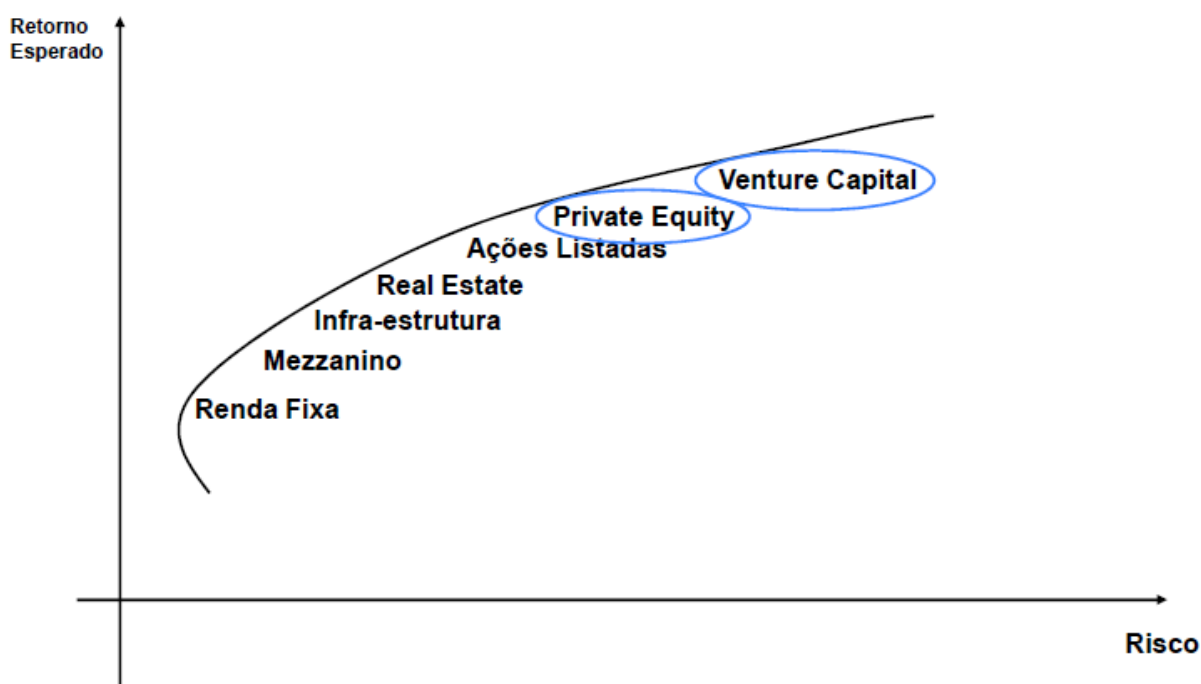 Retorno
Esperado
Venture Capital
Private Equity
Ações Listadas
Real Estate
Infra-estrutura
Mezzanino
Renda Fixa
Risco